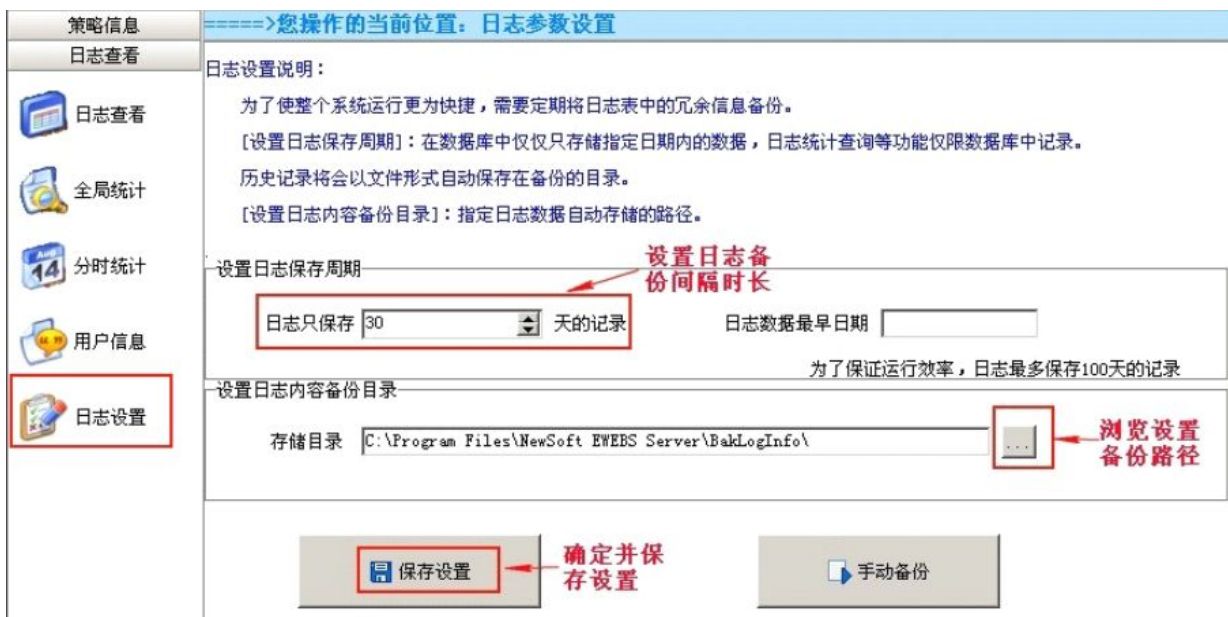 策略信息
日志查看
日志查看
全局统计
分时统计
用户信息
日志设置
=====>您操作的当前位置：日志参数设置
日志设置说明：
为了使整个系统运行更为快捷，需要定期将日志表中的冗余信息备份。
[设置日志保存周期]：在数据库中仅仅只存储指定日期内的数据，日志统计查询等功能仅限数据库中记录。
历史记录将会以文件形式自动保存在备份的目录。
[设置日志内容备份目录]：指定日志数据自动存储的路径。
设置日志备
份间隔时长
设置日志保存周期
日志只保存 30 天的记录 日志数据最早日期
为了保证运行效率，日志最多保存100天的记录
设置日志内容备份目录
存储目录 C:\Program Files\NewSoft EWEBS Server\BakLogInfo\ ...
浏览设置
备份路径
保存设置
确定并保
存设置
手动备份